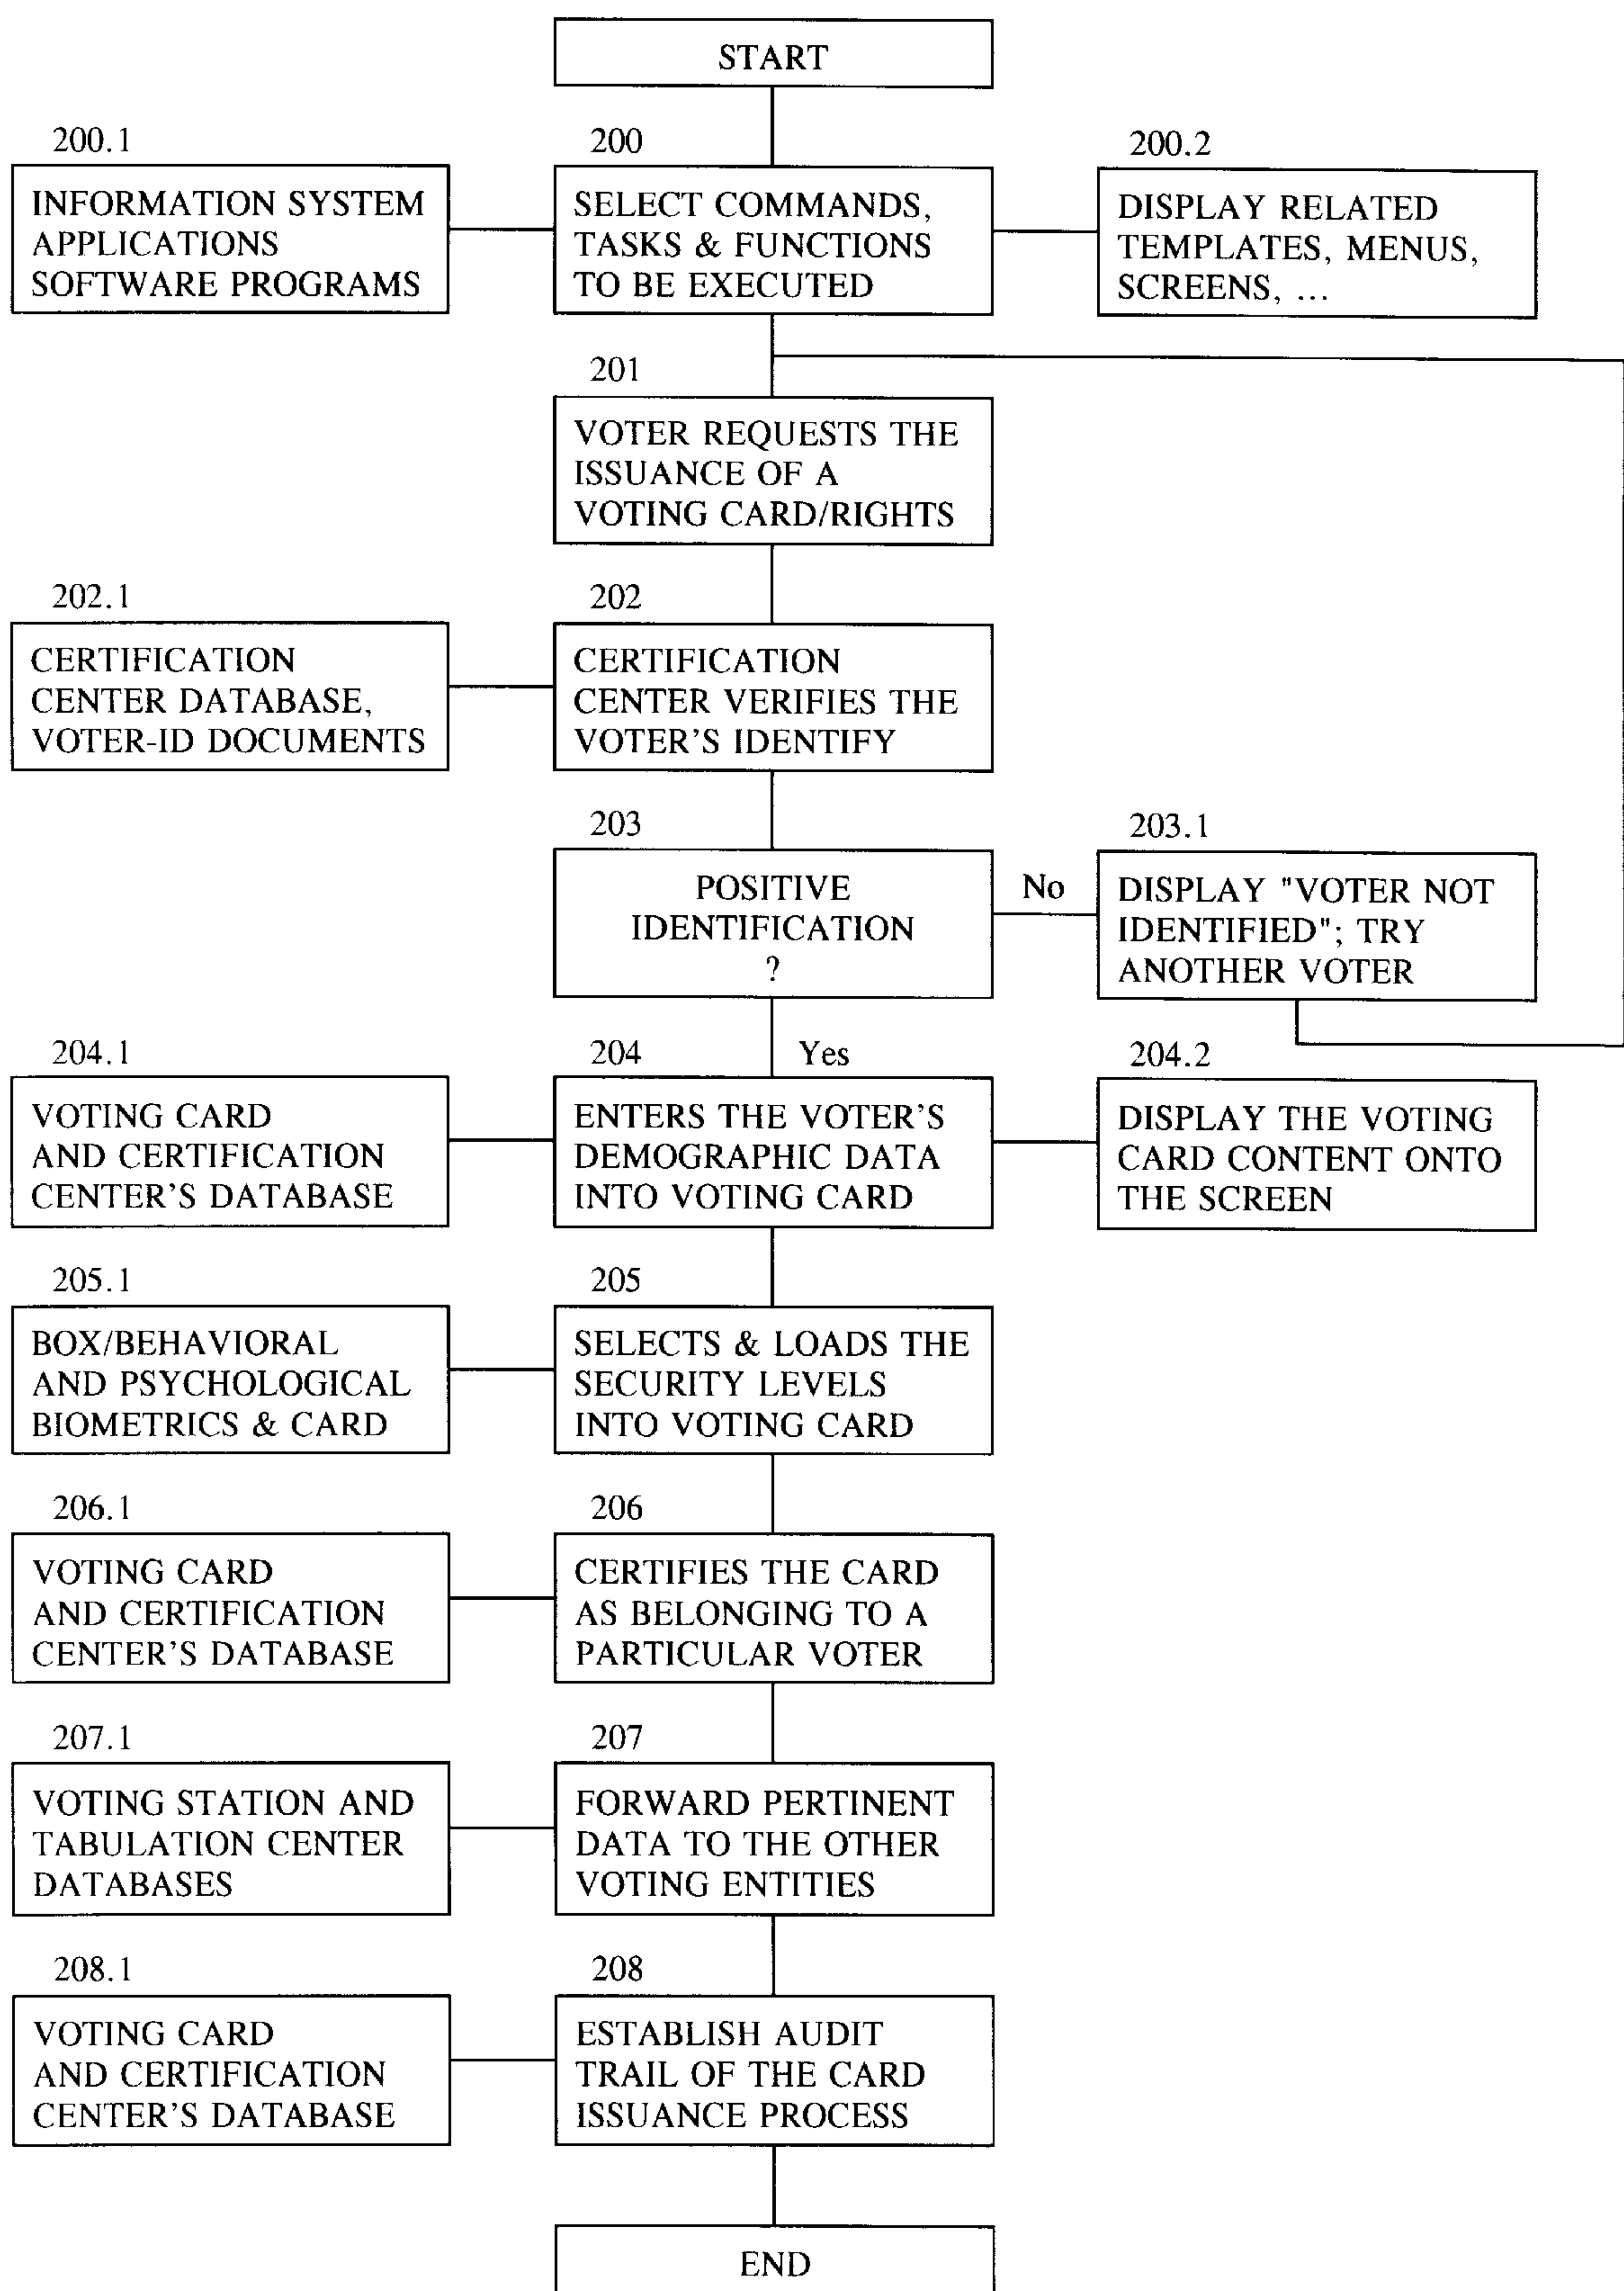 START
200.1
INFORMATION SYSTEM
APPLICATIONS
SOFTWARE PROGRAMS
200
SELECT COMMANDS,
TASKS & FUNCTIONS
TO BE EXECUTED
200.2
DISPLAY RELATED
TEMPLATES, MENUS,
SCREENS, ...
201
VOTER REQUESTS THE
ISSUANCE OF A
VOTING CARD/RIGHTS
202.1
CERTIFICATION
CENTER DATABASE,
VOTER-ID DOCUMENTS
202
CERTIFICATION
CENTER VERIFIES THE
VOTER'S IDENTIFY
203
POSITIVE
IDENTIFICATION
?
No
203.1
DISPLAY "VOTER NOT
IDENTIFIED"; TRY
ANOTHER VOTER
204.1
VOTING CARD
AND CERTIFICATION
CENTER'S DATABASE
204
Yes
ENTERS THE VOTER'S
DEMOGRAPHIC DATA
INTO VOTING CARD
204.2
DISPLAY THE VOTING
CARD CONTENT ONTO
THE SCREEN
205.1
BOX/BEHAVIORAL
AND PSYCHOLOGICAL
BIOMETRICS & CARD
205
SELECTS & LOADS THE
SECURITY LEVELS
INTO VOTING CARD
206.1
VOTING CARD
AND CERTIFICATION
CENTER'S DATABASE
206
CERTIFIES THE CARD
AS BELONGING TO A
PARTICULAR VOTER
207.1
VOTING STATION AND
TABULATION CENTER
DATABASES
207
FORWARD PERTINENT
DATA TO THE OTHER
VOTING ENTITIES
208.1
VOTING CARD
AND CERTIFICATION
CENTER'S DATABASE
208
ESTABLISH AUDIT
TRAIL OF THE CARD
ISSUANCE PROCESS
END